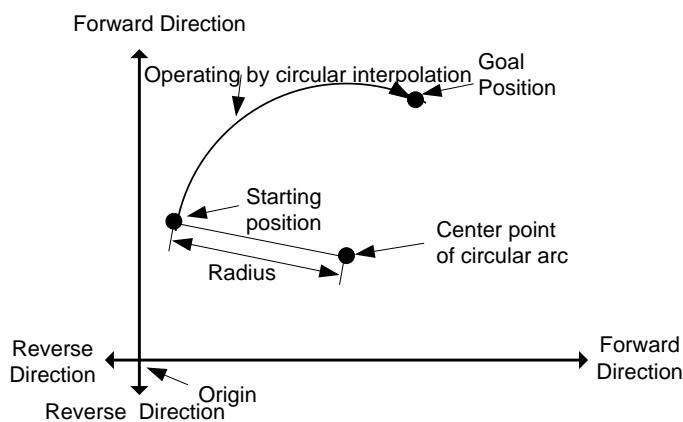 Forward Direction
Operating by circular interpolation
Goal
Position
Starting
position
Center point
of circular arc
Radius
Reverse
Direction
Forward
Direction
Origin
Reverse Direction